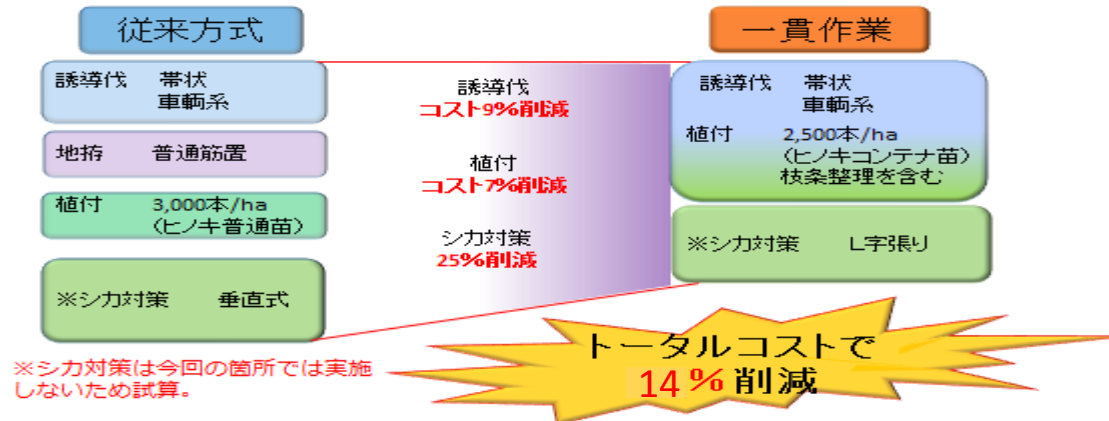 従来方式
誘導伐 帯状
車輌系
地拵 普通筋置
植付 3,000本/ha
(ヒノキ普通苗)
※シカ対策 垂直式
※シカ対策は今回の箇所では実施
しないため試算。
誘導伐
コスト9%削減
植付
コスト7%削減
シカ対策
25%削減
一貫作業
誘導伐 帯状
車輌系
植付 2,500本/ha
(ヒノキコンテナ苗)
枝条整理を含む
※シカ対策 L字張り
トータルコストで
14%削減